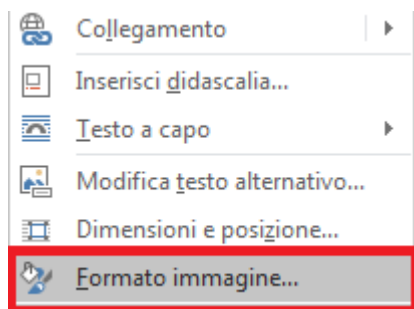 Collegamento
Inserisci didascalia...
Testo a capo
Modifica testo alternativo...
Dimensioni e posizione...
Formato immagine...